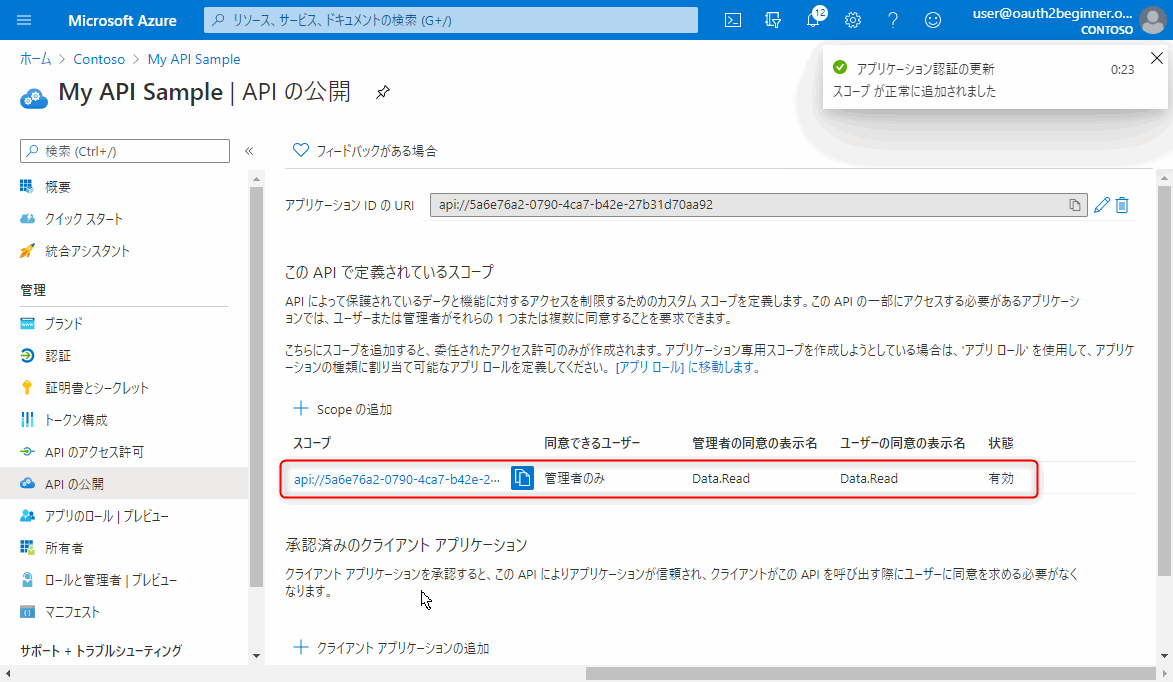 Microsoft Azure
リソース、サービス、ドキュメントの検索 (G+/)
12
user@oauth2beginner.o...
CONTOSO
ホーム > Contoso > My API Sample
アプリケーション認証の更新 0:23
スコープ が正常に追加されました
My API Sample | API の公開
検索 (Ctrl+/)
概要
クイック スタート
統合アシスタント
管理
ブランド
認証
証明書とシークレット
トークン構成
API のアクセス許可
API の公開
アプリのロール | プレビュー
所有者
ロールと管理者 | プレビュー
マニフェスト
サポート + トラブルシューティング
フィードバックがある場合
アプリケーション ID の URI api://5a6e76a2-0790-4ca7-b42e-27b31d70aa92
この API で定義されているスコープ
API によって保護されているデータと機能に対するアクセスを制限するためのカスタム スコープを定義します。この API の一部にアクセスする必要があるアプリケーシ
ョンでは、ユーザーまたは管理者がそれらの 1 つまたは複数に同意することを要求できます。
こちらにスコープを追加すると、委任されたアクセス許可のみが作成されます。アプリケーション専用スコープを作成しようとしている場合は、'アプリ ロール' を使用して、アプリケ
ーションの種類に割り当て可能なアプリ ロールを定義してください。[アプリ ロール] に移動します。
Scope の追加
スコープ 同意できるユーザー 管理者の同意の表示名 ユーザーの同意の表示名 状態
api://5a6e76a2-0790-4ca7-b42e-2... 管理者のみ Data.Read Data.Read 有効
承認済みのクライアント アプリケーション
クライアント アプリケーションを承認すると、この API によりアプリケーションが信頼され、クライアントがこの API を呼び出す際にユーザーに同意を求める必要がなく
なります。
クライアント アプリケーションの追加